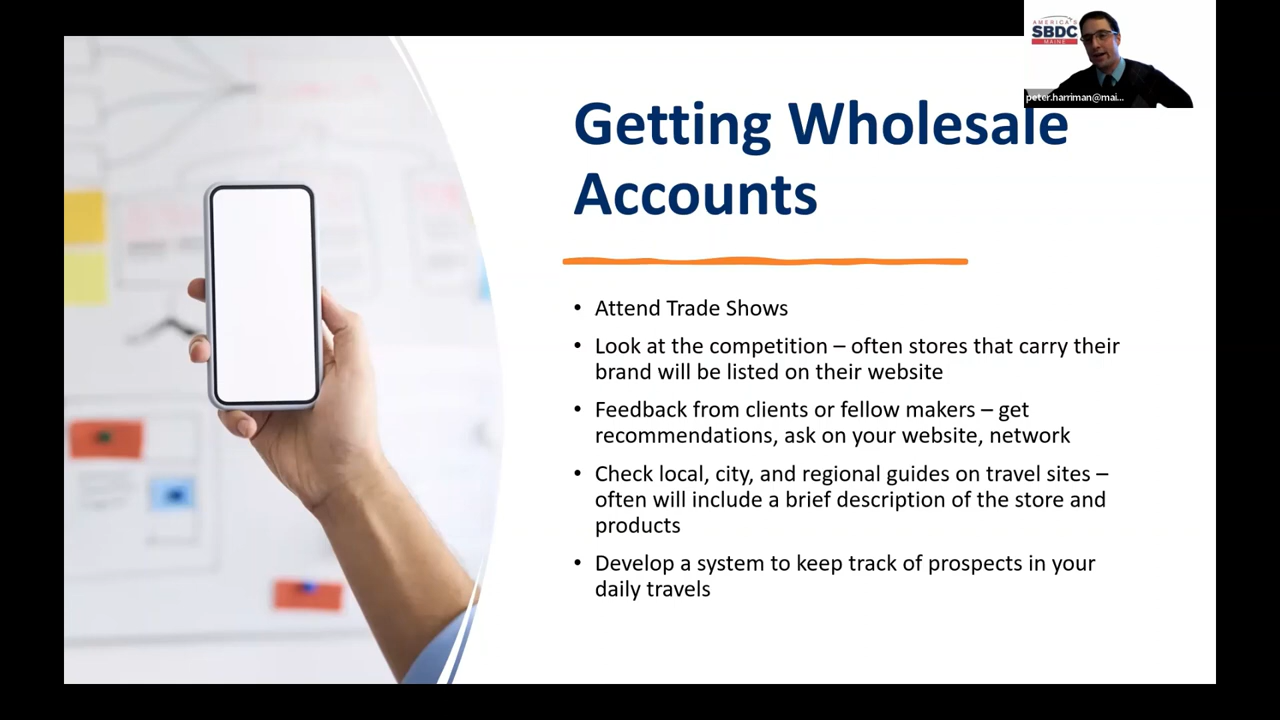 AMERICA'S
SBDC
MAINE
peter.harriman@mai...
Getting Wholesale
Accounts
• Attend Trade Shows
• Look at the competition – often stores that carry their
brand will be listed on their website
• Feedback from clients or fellow makers – get
recommendations, ask on your website, network
• Check local, city, and regional guides on travel sites –
often will include a brief description of the store and
products
• Develop a system to keep track of prospects in your
daily travels